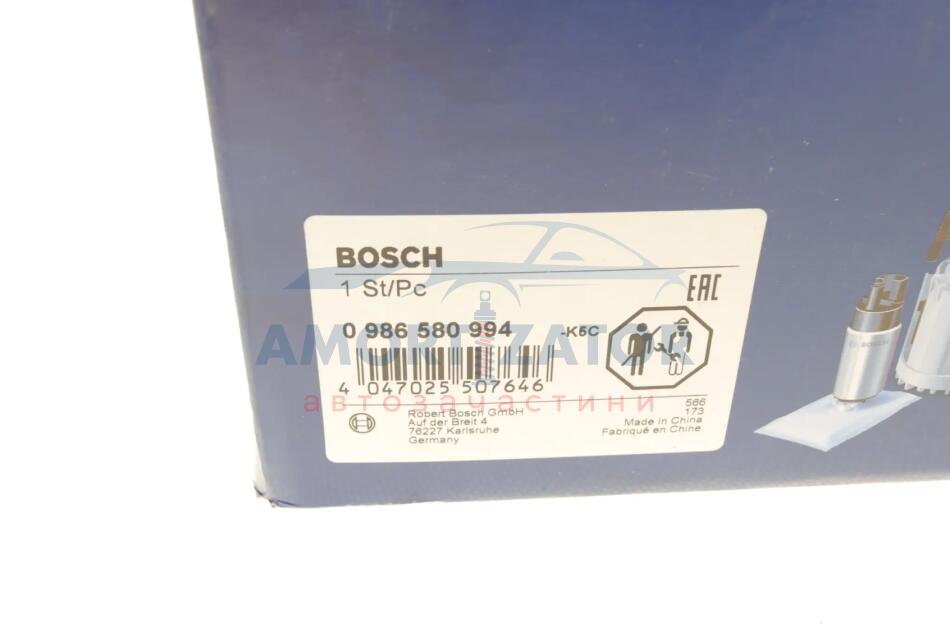 BOSCH
1 St/Pc
EAC
0 986 580 994
-K5C
AMORTIZATOR
4 047025 507646
автозапчастини
Robert Bosch GmbH
Auf der Breit 4
76227 Karlsruhe
Germany
566
173
Made in China
Fabriqué en Chine
BOSCH